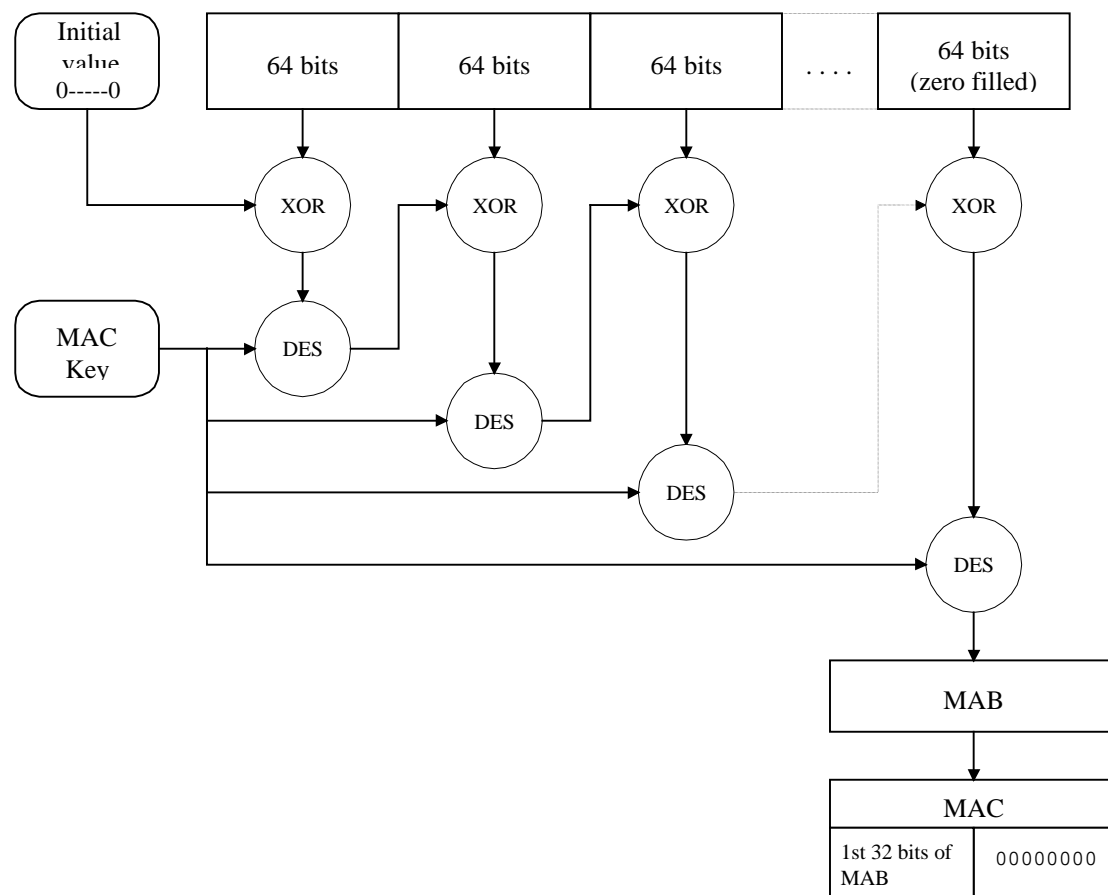 Initial
value
0-----0
64 bits
64 bits
64 bits
. . . .
64 bits
(zero filled)
XOR
XOR
XOR
XOR
MAC
Key
DES
DES
DES
DES
MAB
MAC
1st 32 bits of
MAB
00000000